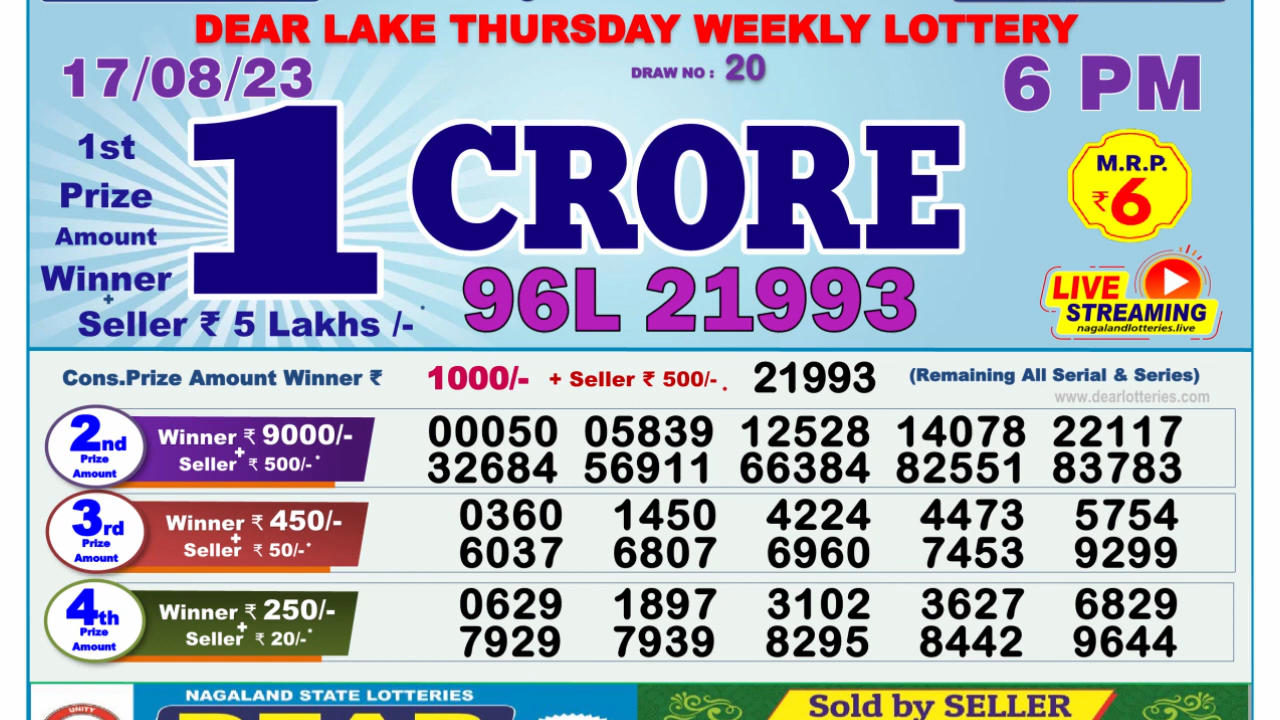 DEAR LAKE THURSDAY WEEKLY LOTTERY
17/08/23
DRAW NO : 20
6 PM
1st
Prize
Amount
Winner
+
Seller ₹ 5 Lakhs /- *
1 CRORE
96L 21993
M.R.P.
₹6
LIVE
STREAMING
nagalandlotteries.live
Cons.Prize Amount Winner ₹ 1000/- + Seller ₹ 500/- . 21993 (Remaining All Serial & Series)
www.dearlotteries.com
2nd
Prize
Amount
Winner ₹ 9000/-
+
Seller ₹ 500/- *
00050 05839 12528 14078 22117
32684 56911 66384 82551 83783
3rd
Prize
Amount
Winner ₹ 450/-
+
Seller ₹ 50/- *
0360 1450 4224 4473 5754
6037 6807 6960 7453 9299
4th
Prize
Amount
Winner ₹ 250/-
+
Seller ₹ 20/- *
0629 1897 3102 3627 6829
7929 7939 8295 8442 9644
UNITY
NAGALAND STATE LOTTERIES
DEAR
Sold by SELLER